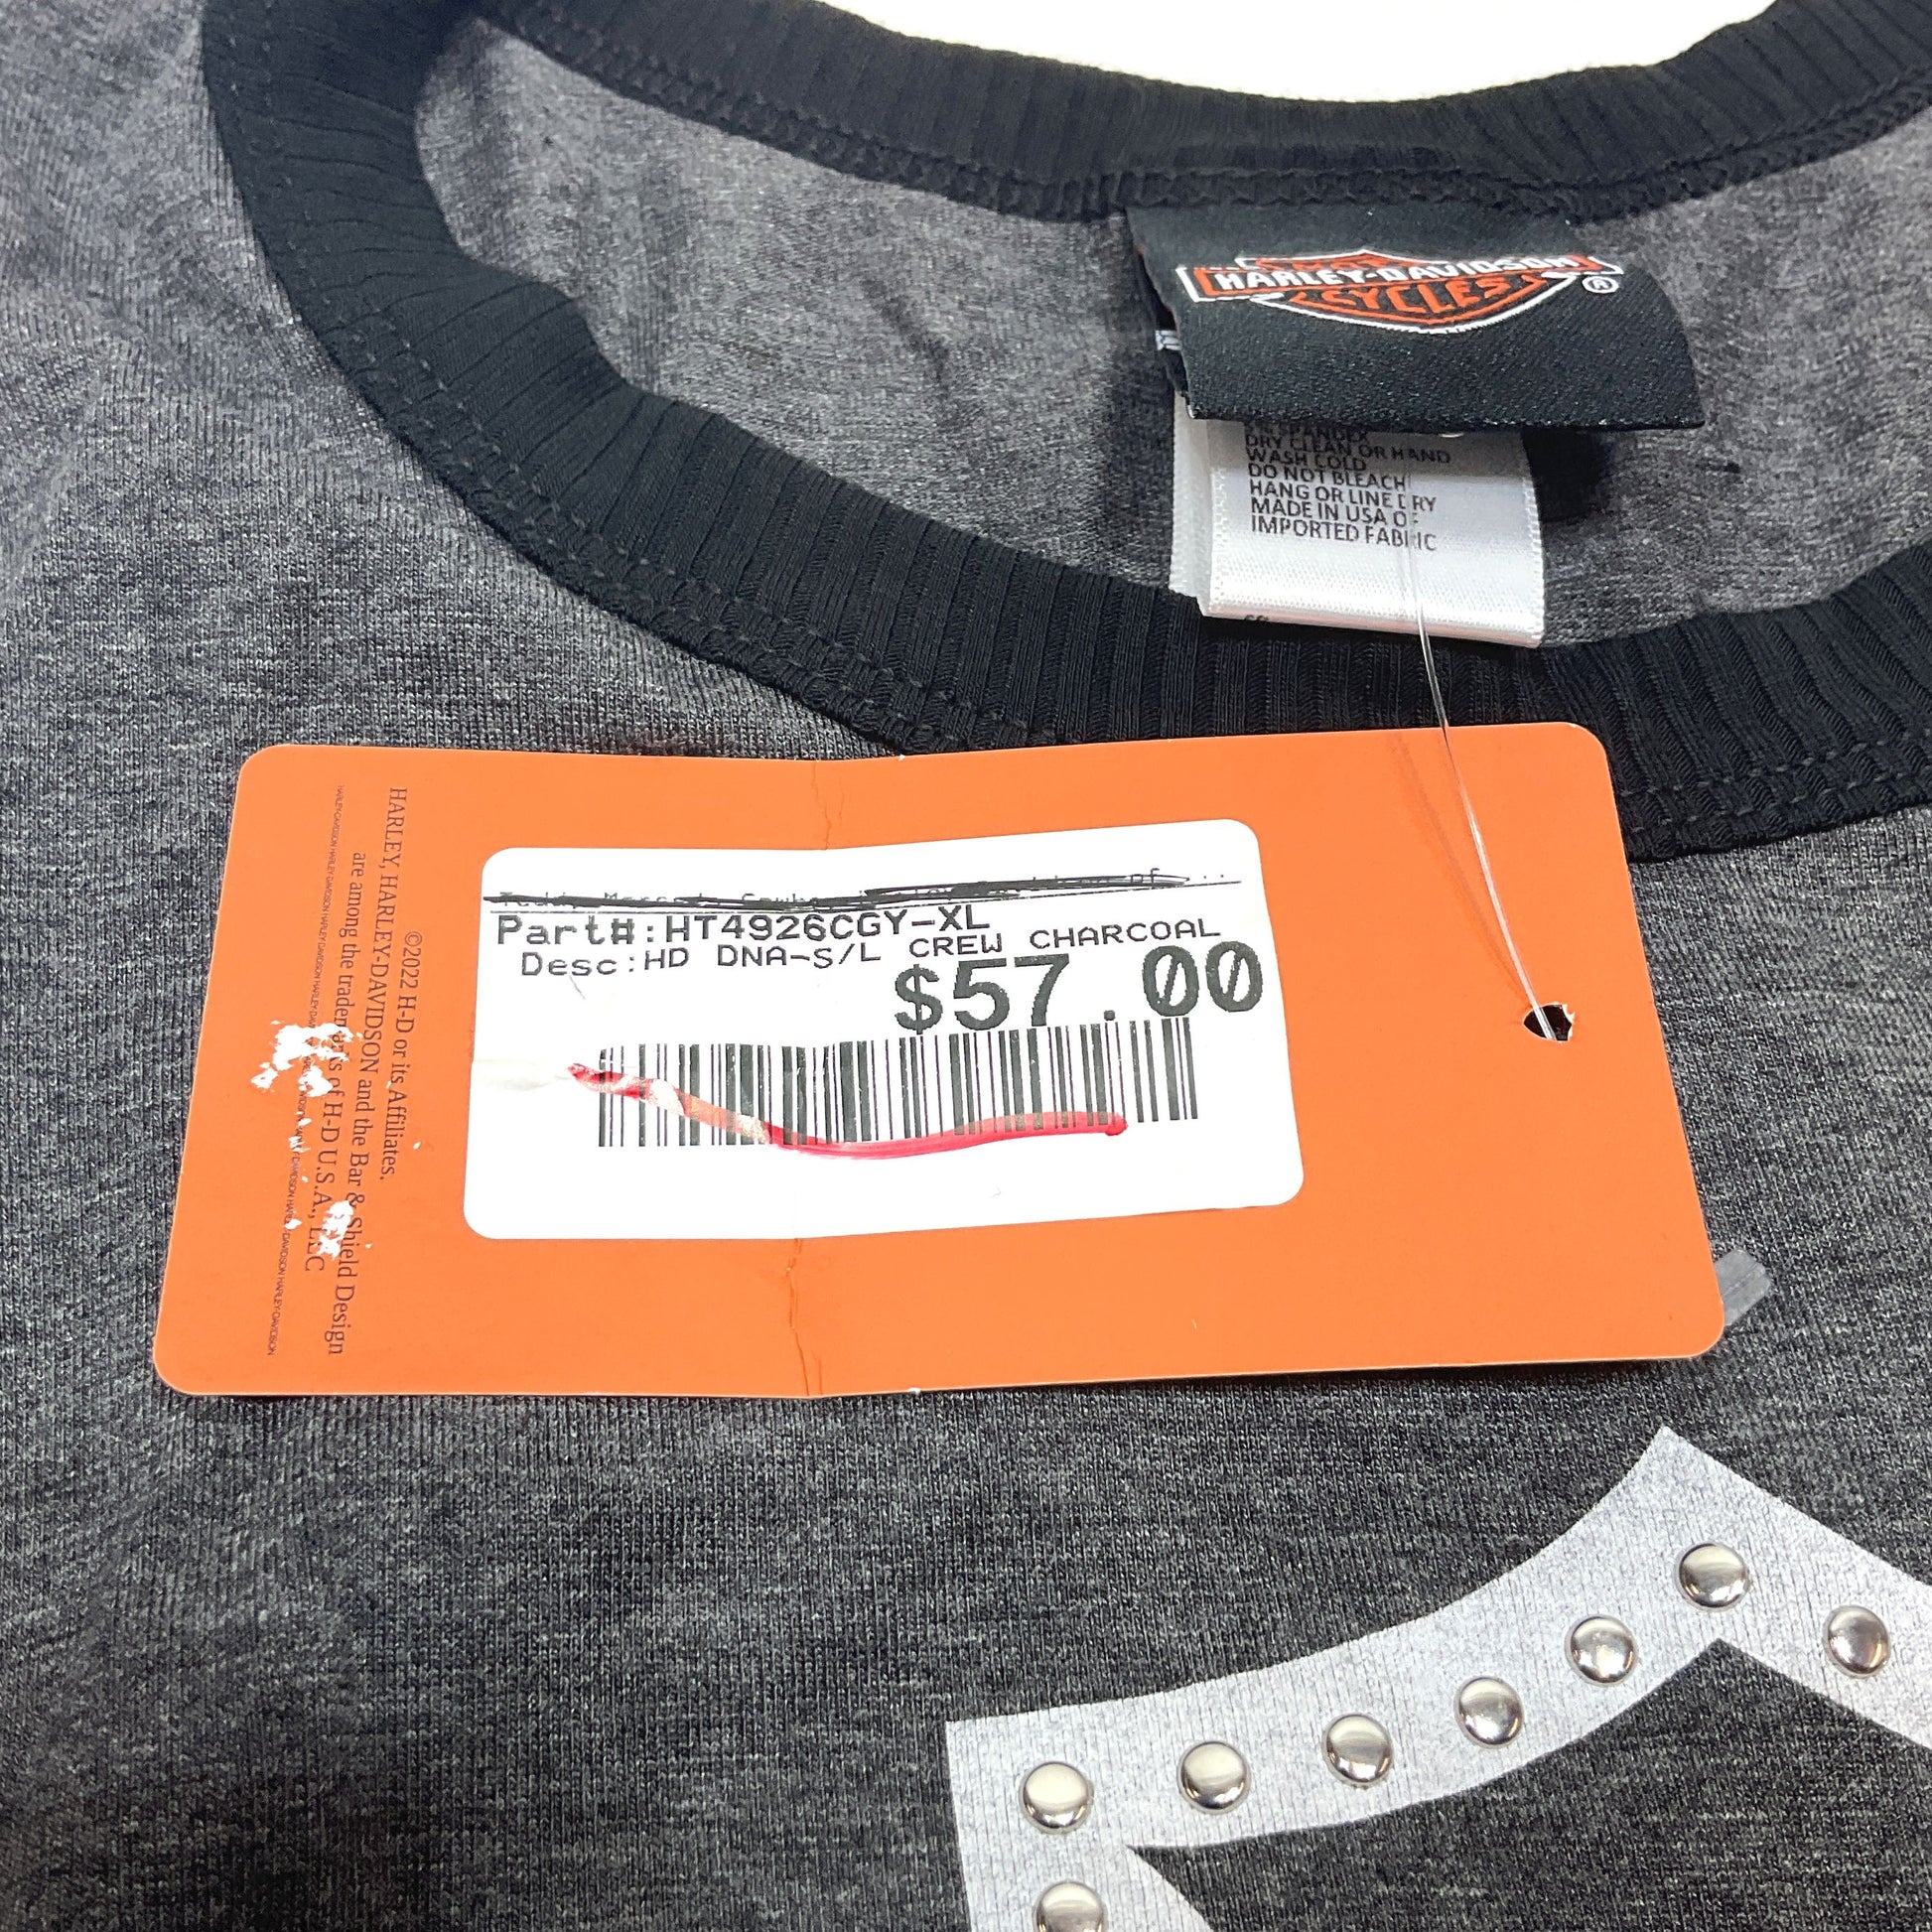 HARLEY-DAVIDSON
CYCLES
®
SPANDEX
DRY CLEAN OR HAND
WASH COLD
DO NOT BLEACH
HANG OR LINE DRY
MADE IN USA OF
IMPORTED FABRIC
Part#:HT4926CGY-XL
Desc:HD DNA-S/L CREW CHARCOAL
$57.00
©2022 H-D or its Affiliates.
HARLEY, HARLEY-DAVIDSON and the Bar & Shield Design
are among the trademarks of H-D U.S.A., LLC